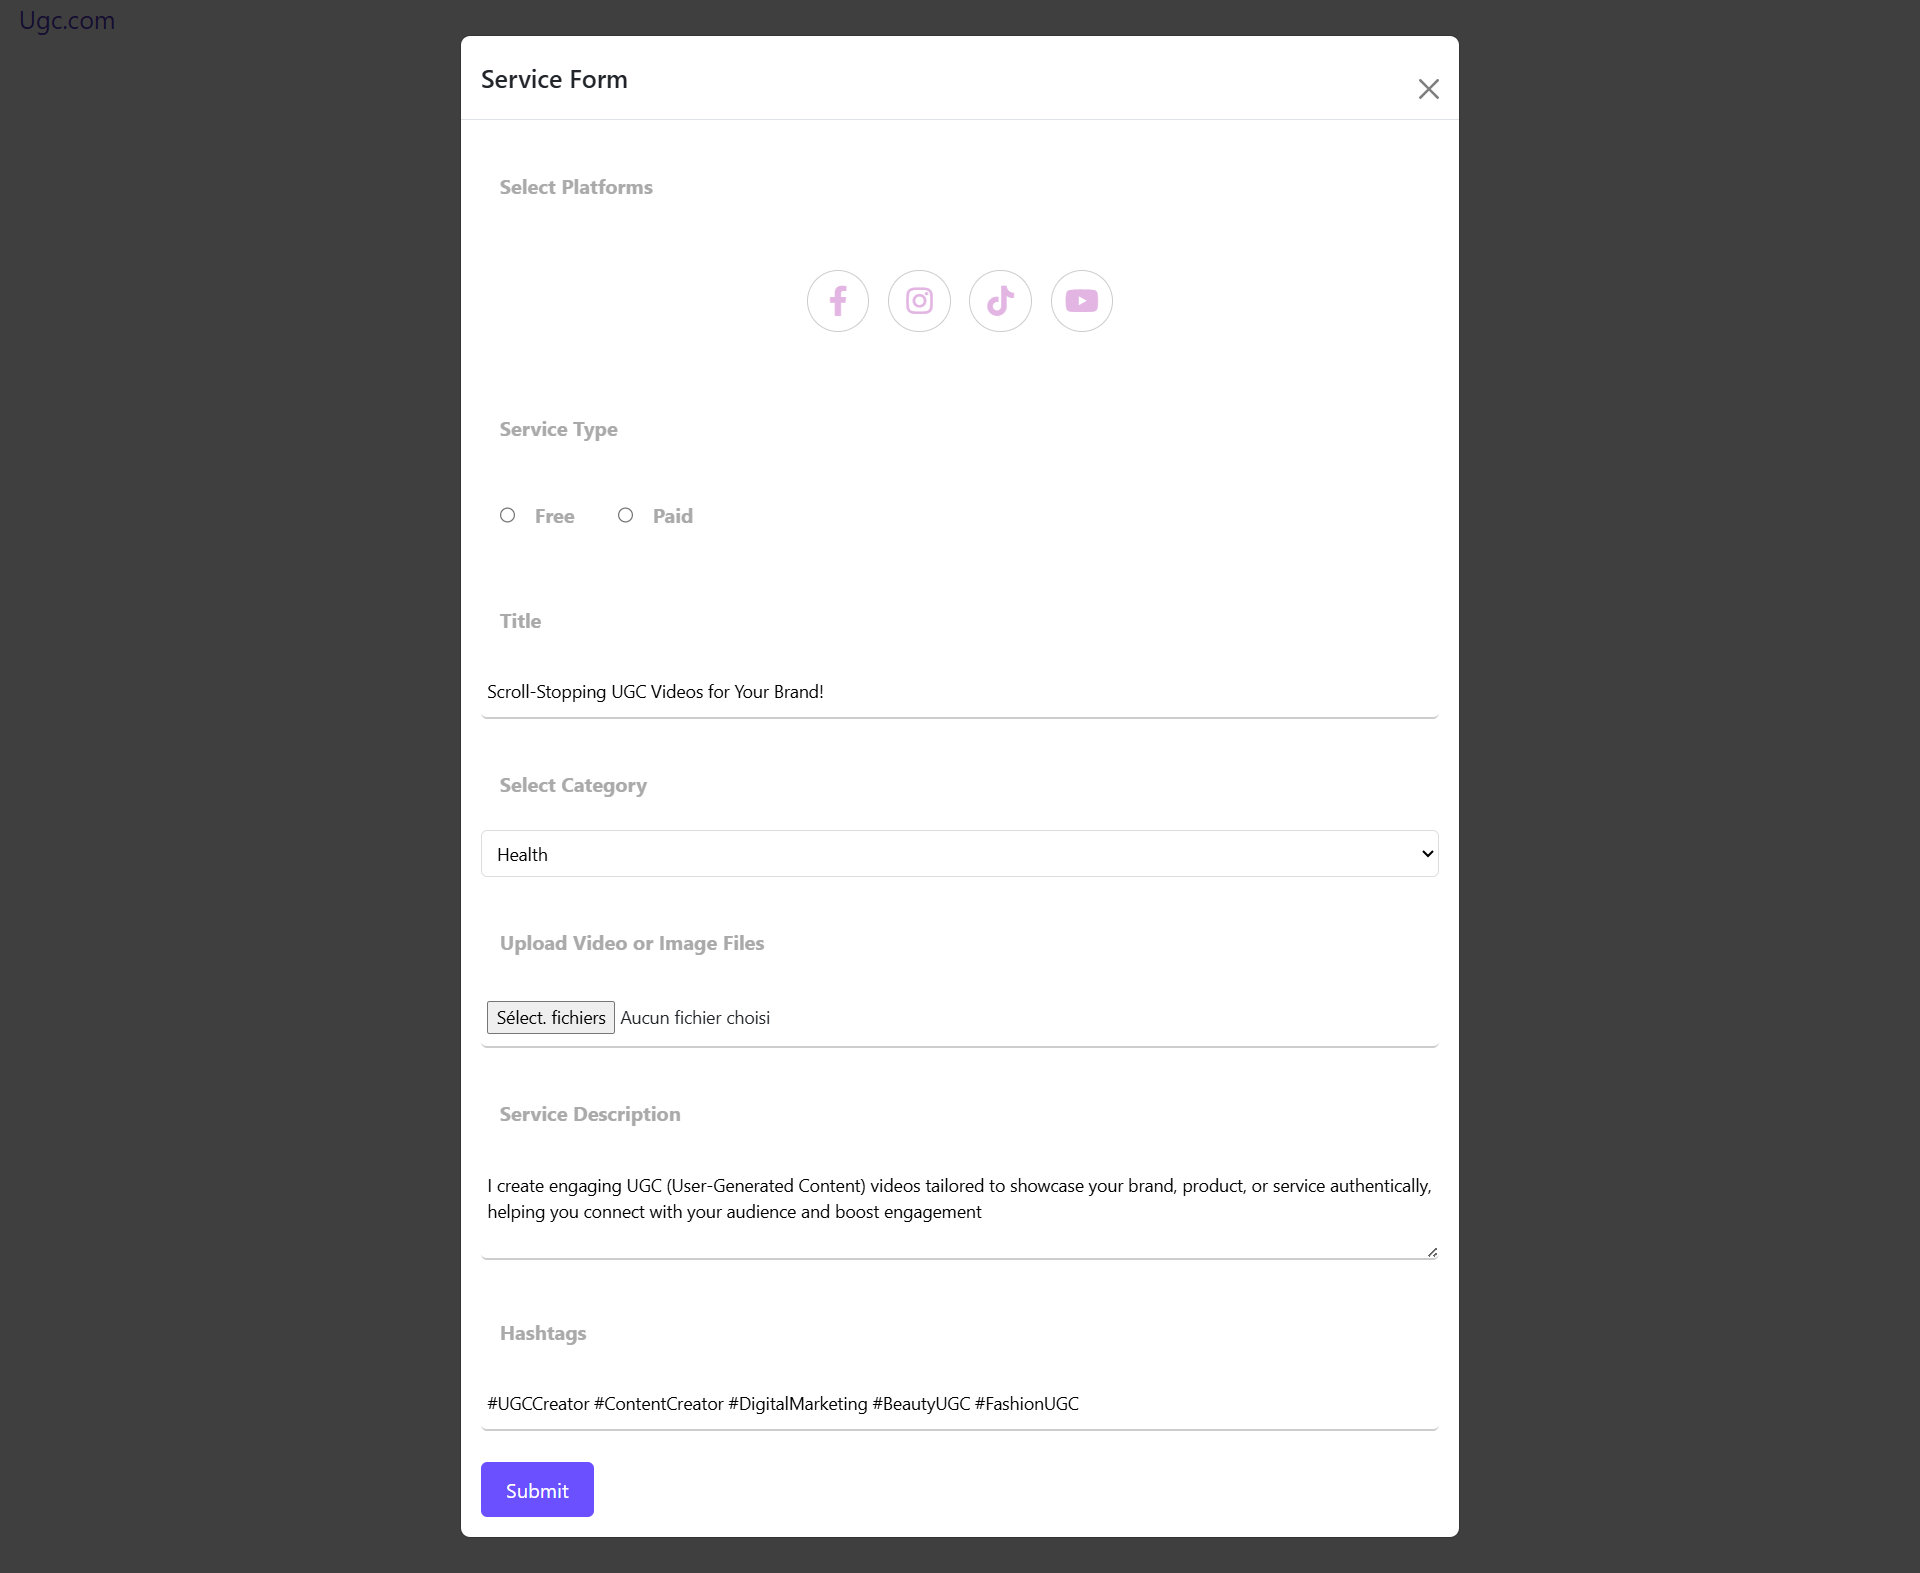 Ugc.com
Service Form
Select Platforms
Service Type
Free Paid
Title
Scroll-Stopping UGC Videos for Your Brand!
Select Category
Health
Upload Video or Image Files
Sélect. fichiers Aucun fichier choisi
Service Description
I create engaging UGC (User-Generated Content) videos tailored to showcase your brand, product, or service authentically,
helping you connect with your audience and boost engagement
Hashtags
#UGCCreator #ContentCreator #DigitalMarketing #BeautyUGC #FashionUGC
Submit